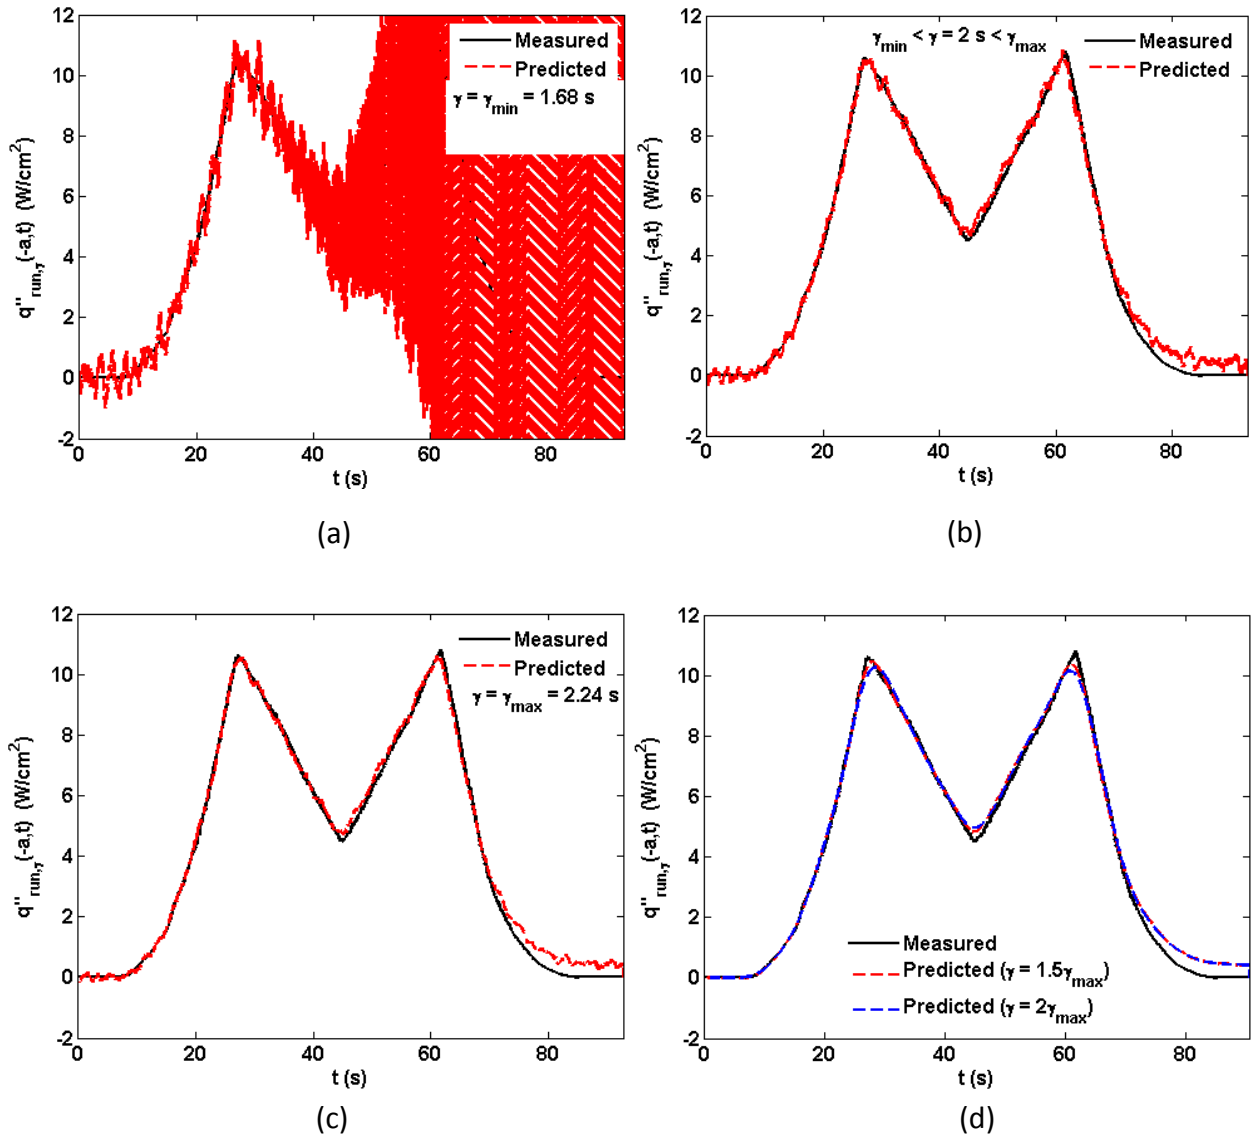 12
10
8
6
4
2
0
-2
q''run,γ(-a,t) (W/cm²)
Measured
Predicted
γ = γmin = 1.68 s
0 20 40 60 80
t (s)
(a)
12
10
8
6
4
2
0
-2
q''run,γ(-a,t) (W/cm²)
γmin < γ = 2 s < γmax
Measured
Predicted
0 20 40 60 80
t (s)
(b)
12
10
8
6
4
2
0
-2
q''run,γ(-a,t) (W/cm²)
Measured
Predicted
γ = γmax = 2.24 s
0 20 40 60 80
t (s)
(c)
12
10
8
6
4
2
0
-2
q''run,γ(-a,t) (W/cm²)
Measured
Predicted (γ = 1.5γmax)
Predicted (γ = 2γmax)
0 20 40 60 80
t (s)
(d)